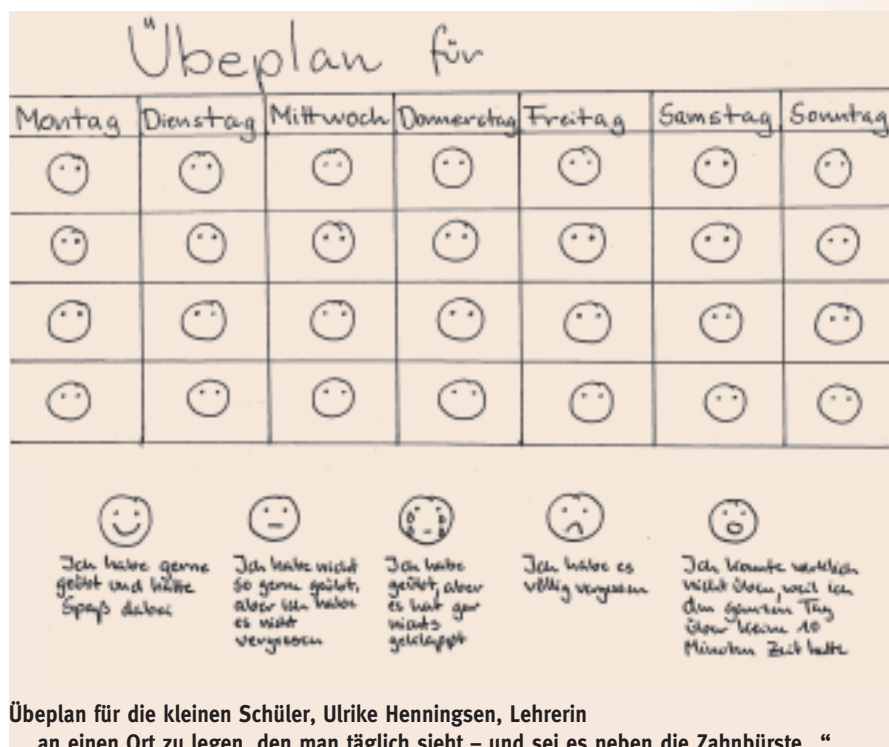 Übeplan für
Montag Dienstag Mittwoch Donnerstag Freitag Samstag Sonntag
Ich habe gerne
geübt und hatte
Spaß dabei
Ich habe nicht
so gerne geübt,
aber ich habe
es nicht
vergessen
Ich habe
geübt, aber
es hat gar
nichts
geklappt
Ich habe es
völlig vergessen
Ich konnte wirklich
nicht üben, weil ich
den ganzen Tag
über keine 10
Minuten Zeit hatte
Übeplan für die kleinen Schüler, Ulrike Henningsen, Lehrerin
an einen Ort zu legen, den man täglich sieht – und sei es neben die Zahnbürste